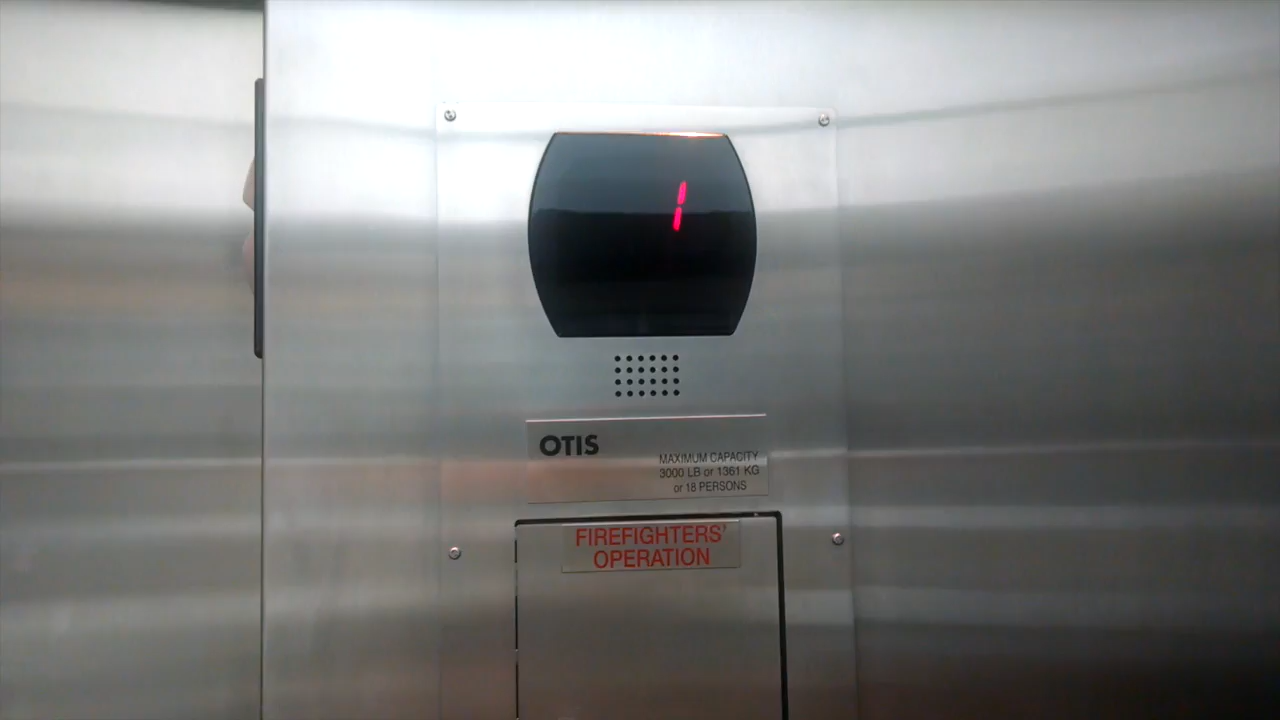 1
OTIS
MAXIMUM CAPACITY
3000 LB or 1361 KG
or 18 PERSONS
FIREFIGHTERS'
OPERATION